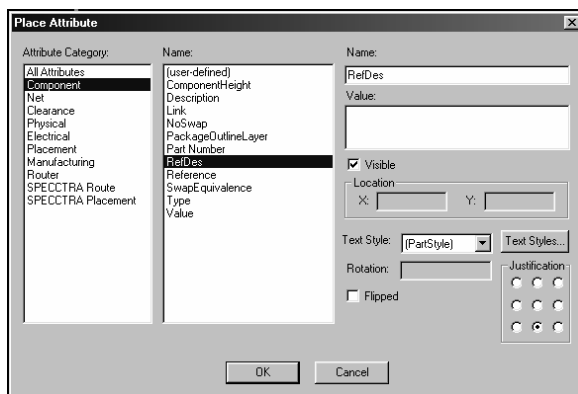 Place Attribute
Attribute Category:
All Attributes
Component
Net
Clearance
Physical
Electrical
Placement
Manufacturing
Router
SPECCTRA Route
SPECCTRA Placement
Name:
(user-defined)
ComponentHeight
Description
Link
NoSwap
PackageOutlineLayer
Part Number
RefDes
Reference
SwapEquivalence
Type
Value
Name:
RefDes
Value:
Visible
Location
X: Y:
Text Style: (PartStyle) Text Styles...
Rotation:
Justification
Flipped
OK Cancel